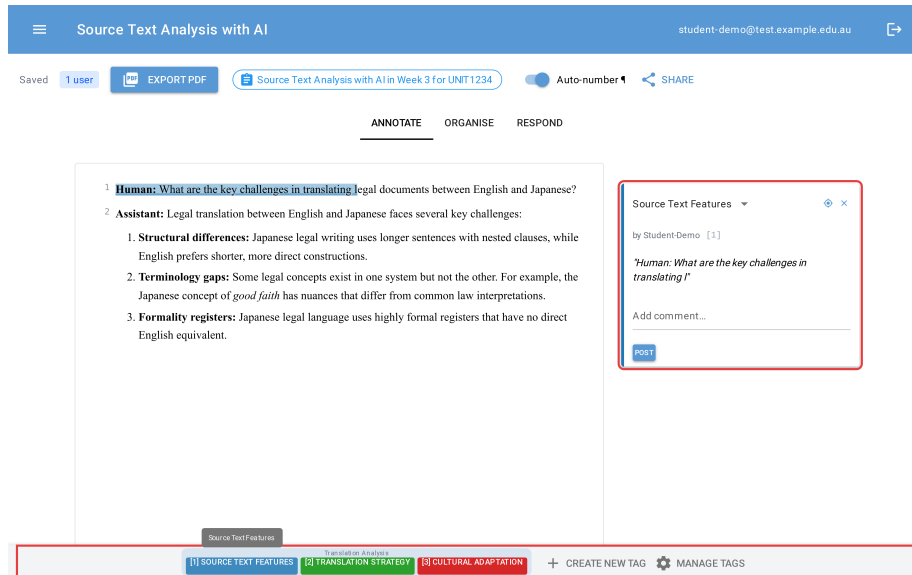 Source Text Analysis with AI
student-demo@test.example.edu.au
Saved
1 user
PDF
EXPORT PDF
Source Text Analysis with AI in Week 3 for UNIT1234
Auto-number ¶
SHARE
ANNOTATE
ORGANISE
RESPOND
1 Human: What are the key challenges in translating legal documents between English and Japanese?
2 Assistant: Legal translation between English and Japanese faces several key challenges:
1. Structural differences: Japanese legal writing uses longer sentences with nested clauses, while
English prefers shorter, more direct constructions.
2. Terminology gaps: Some legal concepts exist in one system but not the other. For example, the
Japanese concept of good faith has nuances that differ from common law interpretations.
3. Formality registers: Japanese legal language uses highly formal registers that have no direct
English equivalent.
Source Text Features
by Student-Demo [1]
"Human: What are the key challenges in
translating l"
Add comment...
POST
Source Text Features
Translation Analysis
[1] SOURCE TEXT FEATURES
[2] TRANSLATION STRATEGY
[3] CULTURAL ADAPTATION
CREATE NEW TAG
MANAGE TAGS